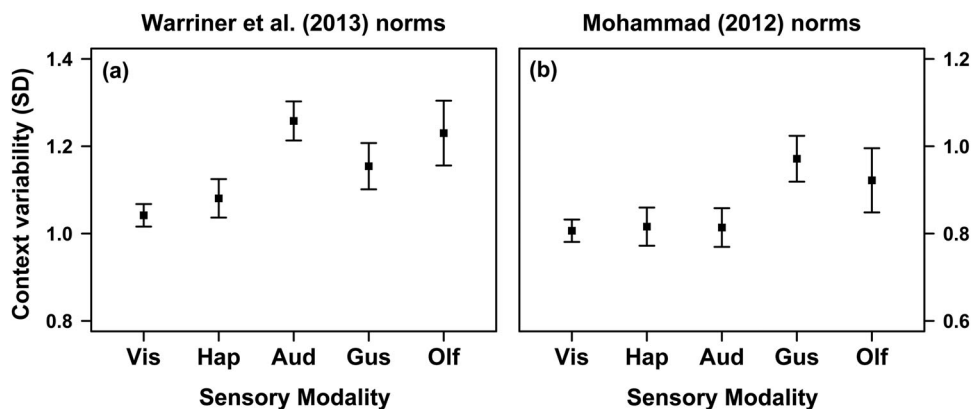 Warriner et al. (2013) norms
Mohammad (2012) norms
Context variability (SD)
(a)
1.4
1.2
1.0
0.8
Vis Hap Aud Gus Olf
Sensory Modality
(b)
1.2
1.0
0.8
0.6
Vis Hap Aud Gus Olf
Sensory Modality